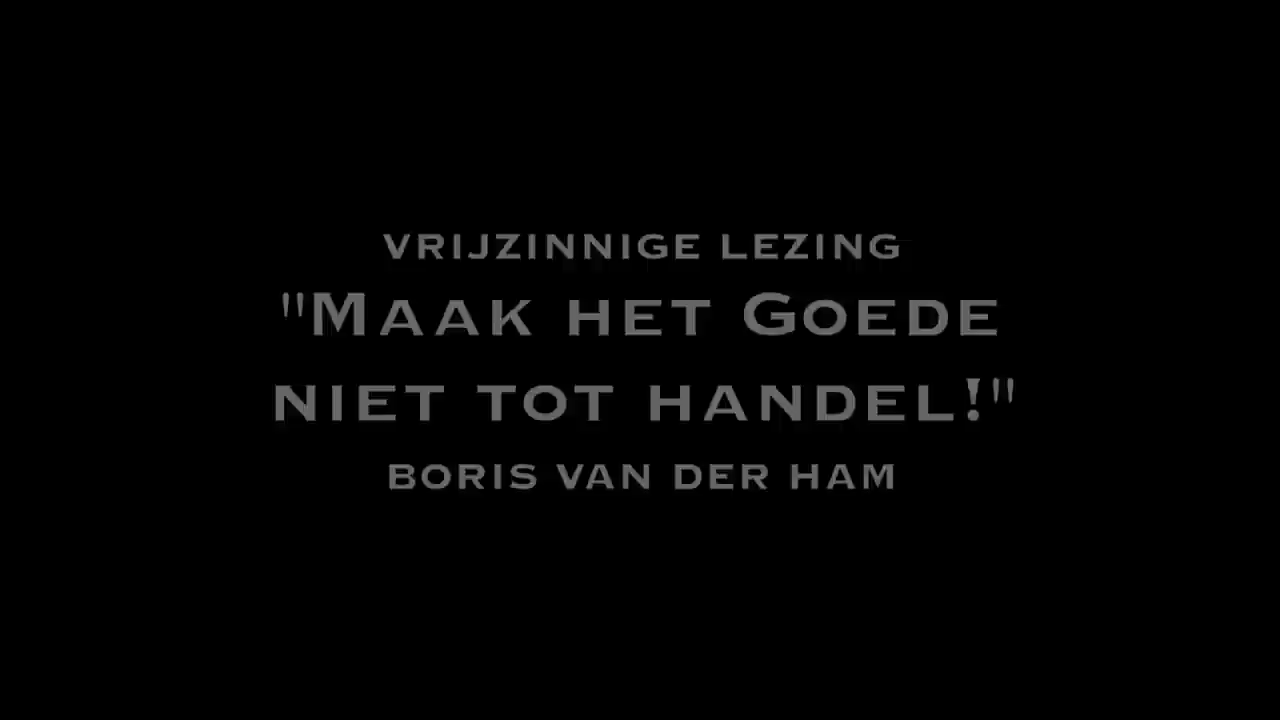 VRIJZINNIGE LEZING
"MAAK HET GOEDE
NIET TOT HANDEL!"
BORIS VAN DER HAM